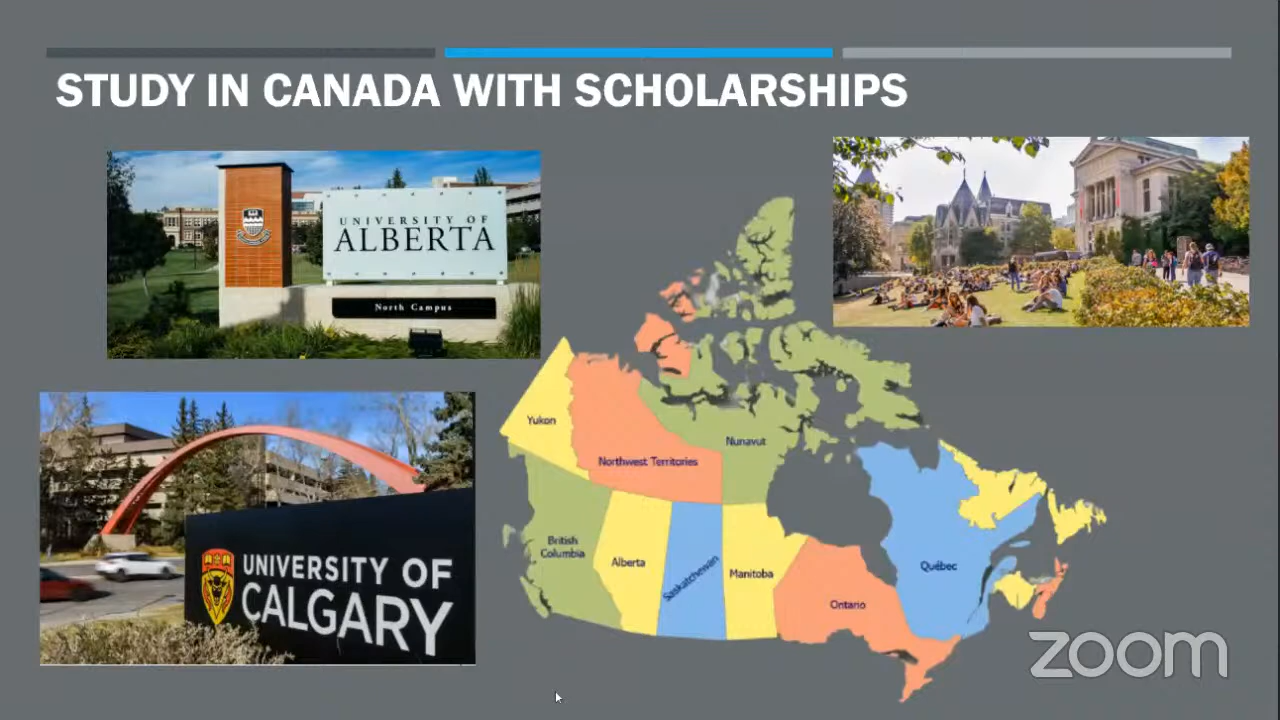 STUDY IN CANADA WITH SCHOLARSHIPS
UNIVERSITY OF
ALBERTA
North Campus
UNIVERSITY OF
CALGARY
Yukon
Northwest Territories
Nunavut
British
Columbia
Alberta
Saskatchewan
Manitoba
Ontario
Québec
zoom